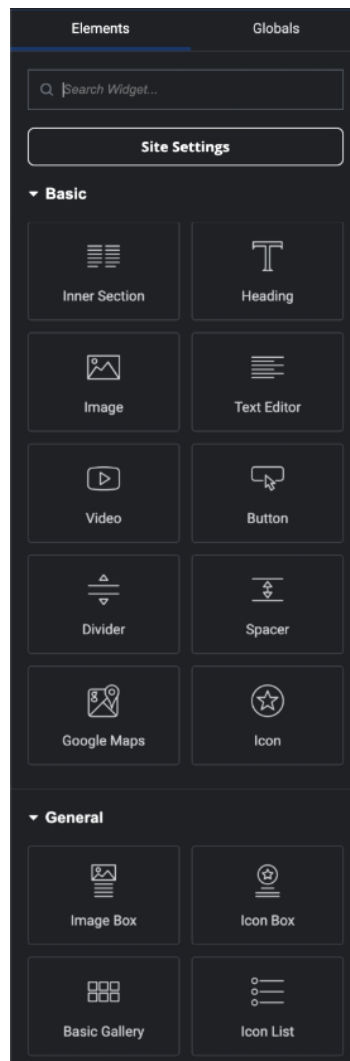 Elements Globals
Search Widget...
Site Settings
Basic
Inner Section Heading
Image Text Editor
Video Button
Divider Spacer
Google Maps Icon
General
Image Box Icon Box
Basic Gallery Icon List